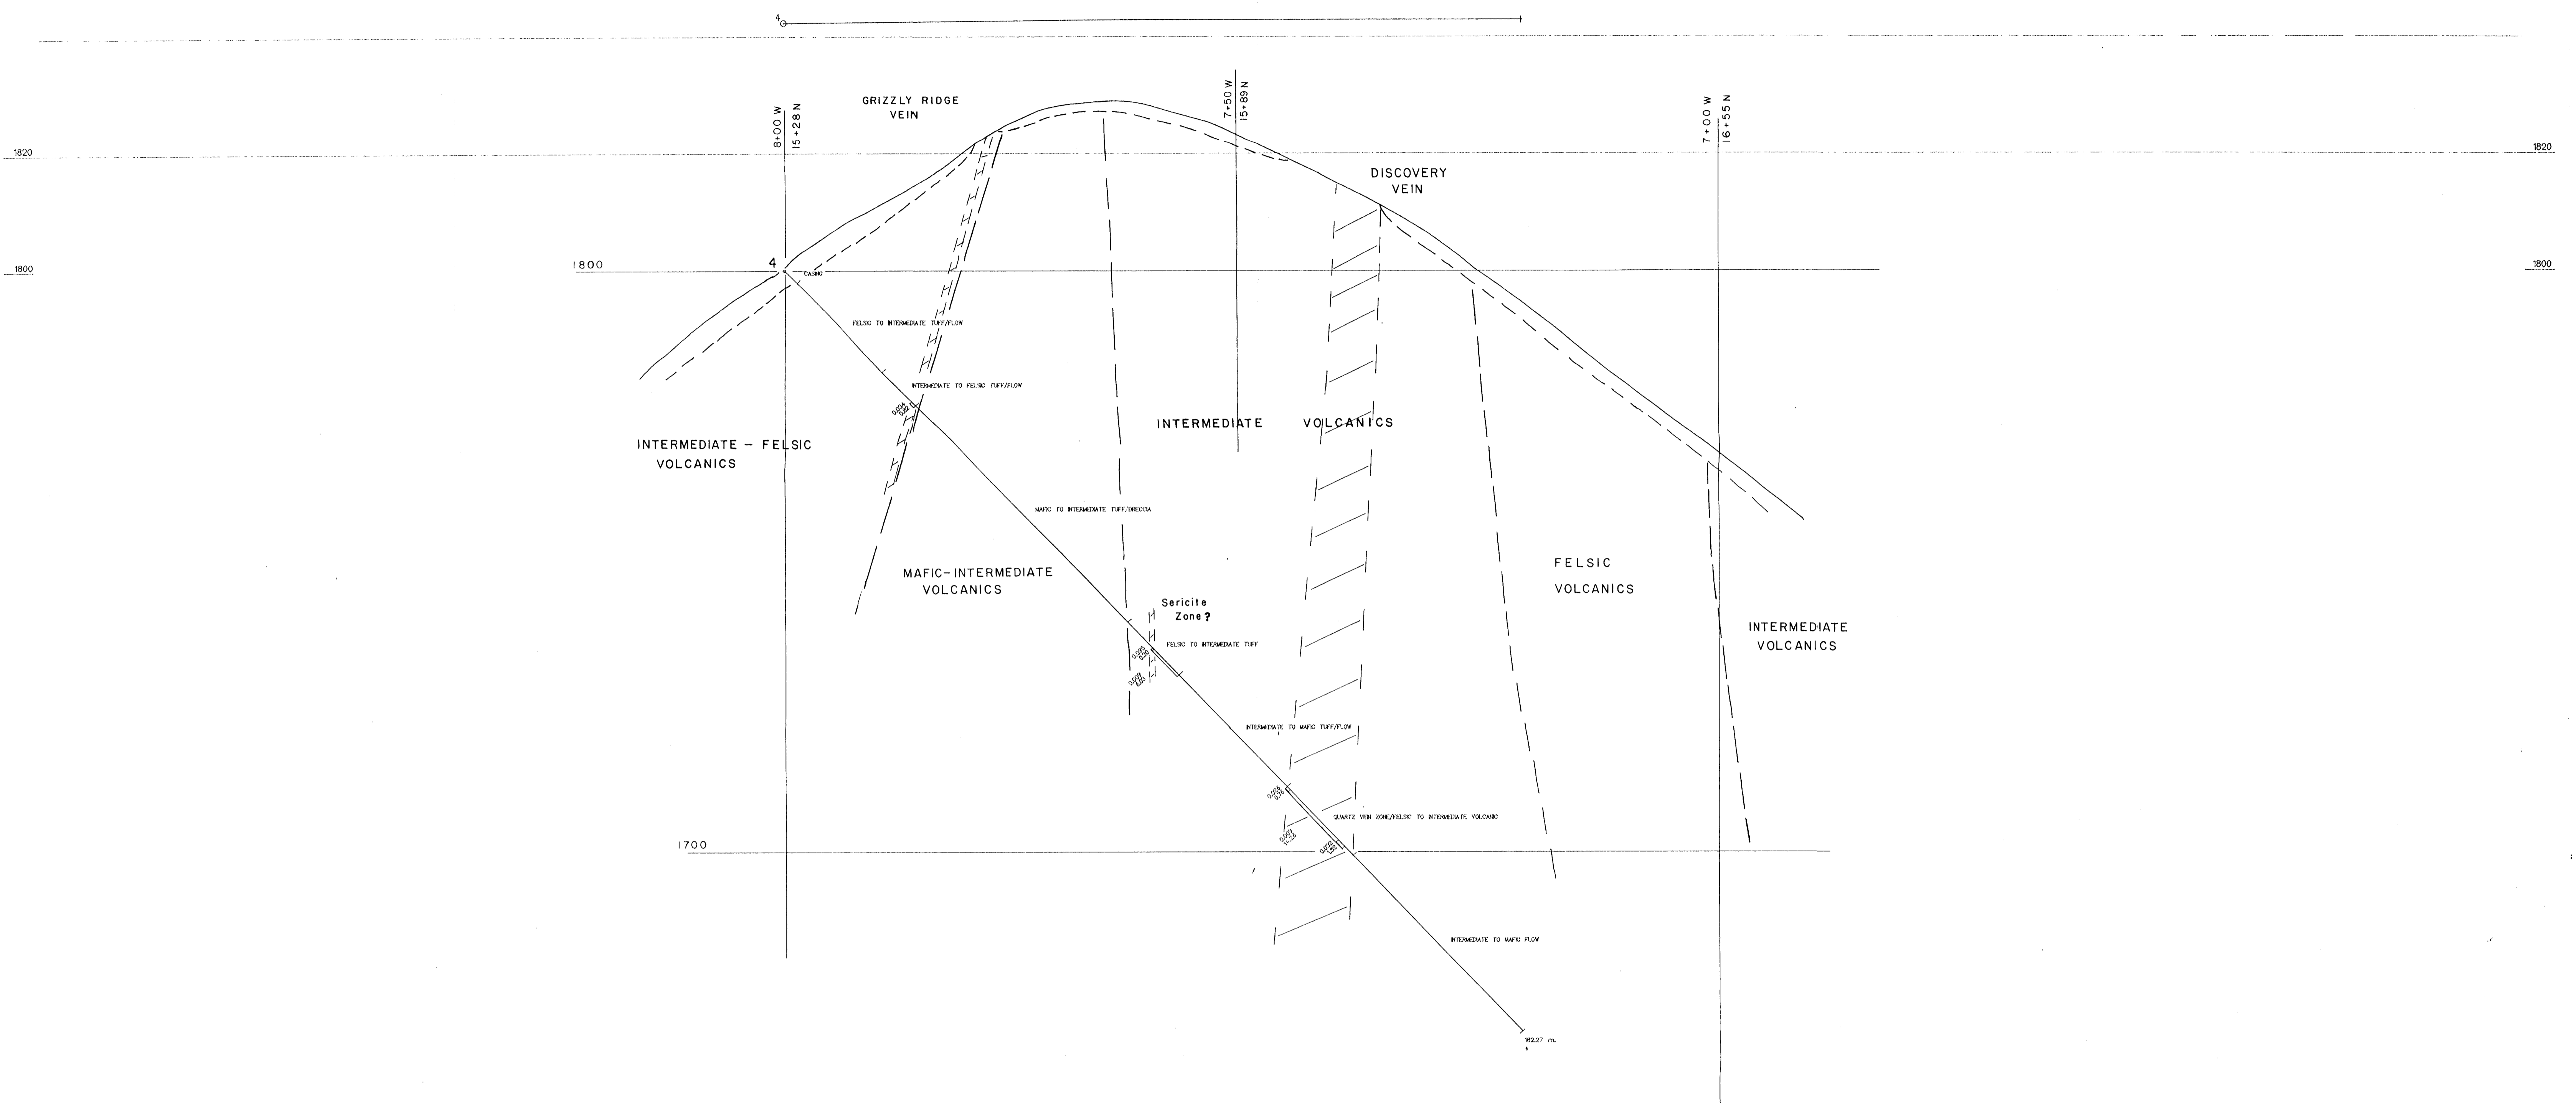 4
8+00 W
15+28 N
GRIZZLY RIDGE
VEIN
7+50 W
15+89 N
7+00 W
16+55 N
1820
1820
DISCOVERY
VEIN
1800
1800
4
CASING
1800
FELSIC TO INTERMEDIATE TUFF/FLOW
INTERMEDIATE TO FELSIC TUFF/FLOW
INTERMEDIATE VOLCANICS
INTERMEDIATE - FELSIC
VOLCANICS
MAFIC TO INTERMEDIATE TUFF/BRECCIA
FELSIC
VOLCANICS
MAFIC-INTERMEDIATE
VOLCANICS
Sericite
Zone?
INTERMEDIATE
VOLCANICS
FELSIC TO INTERMEDIATE TUFF
INTERMEDIATE TO MAFIC TUFF/FLOW
QUARTZ VEIN ZONE/FELSIC TO INTERMEDIATE VOLCANIC
1700
INTERMEDIATE TO MAFIC FLOW
182.27 m.
4